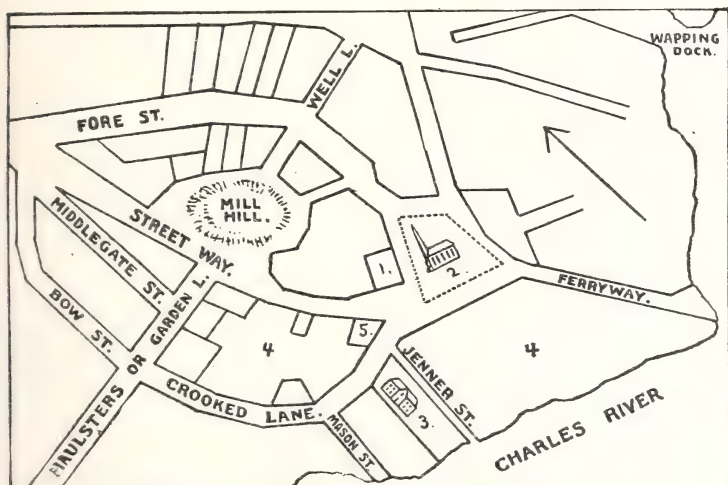 WAPPING
DOCK.
WELL L.
FORE ST.
MILL
HILL.
STREET WAY.
MIDDLEGATE ST.
1.
2.
FERRYWAY.
BOW ST.
HAULSTERS OR GARDEN L.
4
5.
4
JENNER ST.
CROOKED LANE.
3.
MASON ST.
CHARLES RIVER